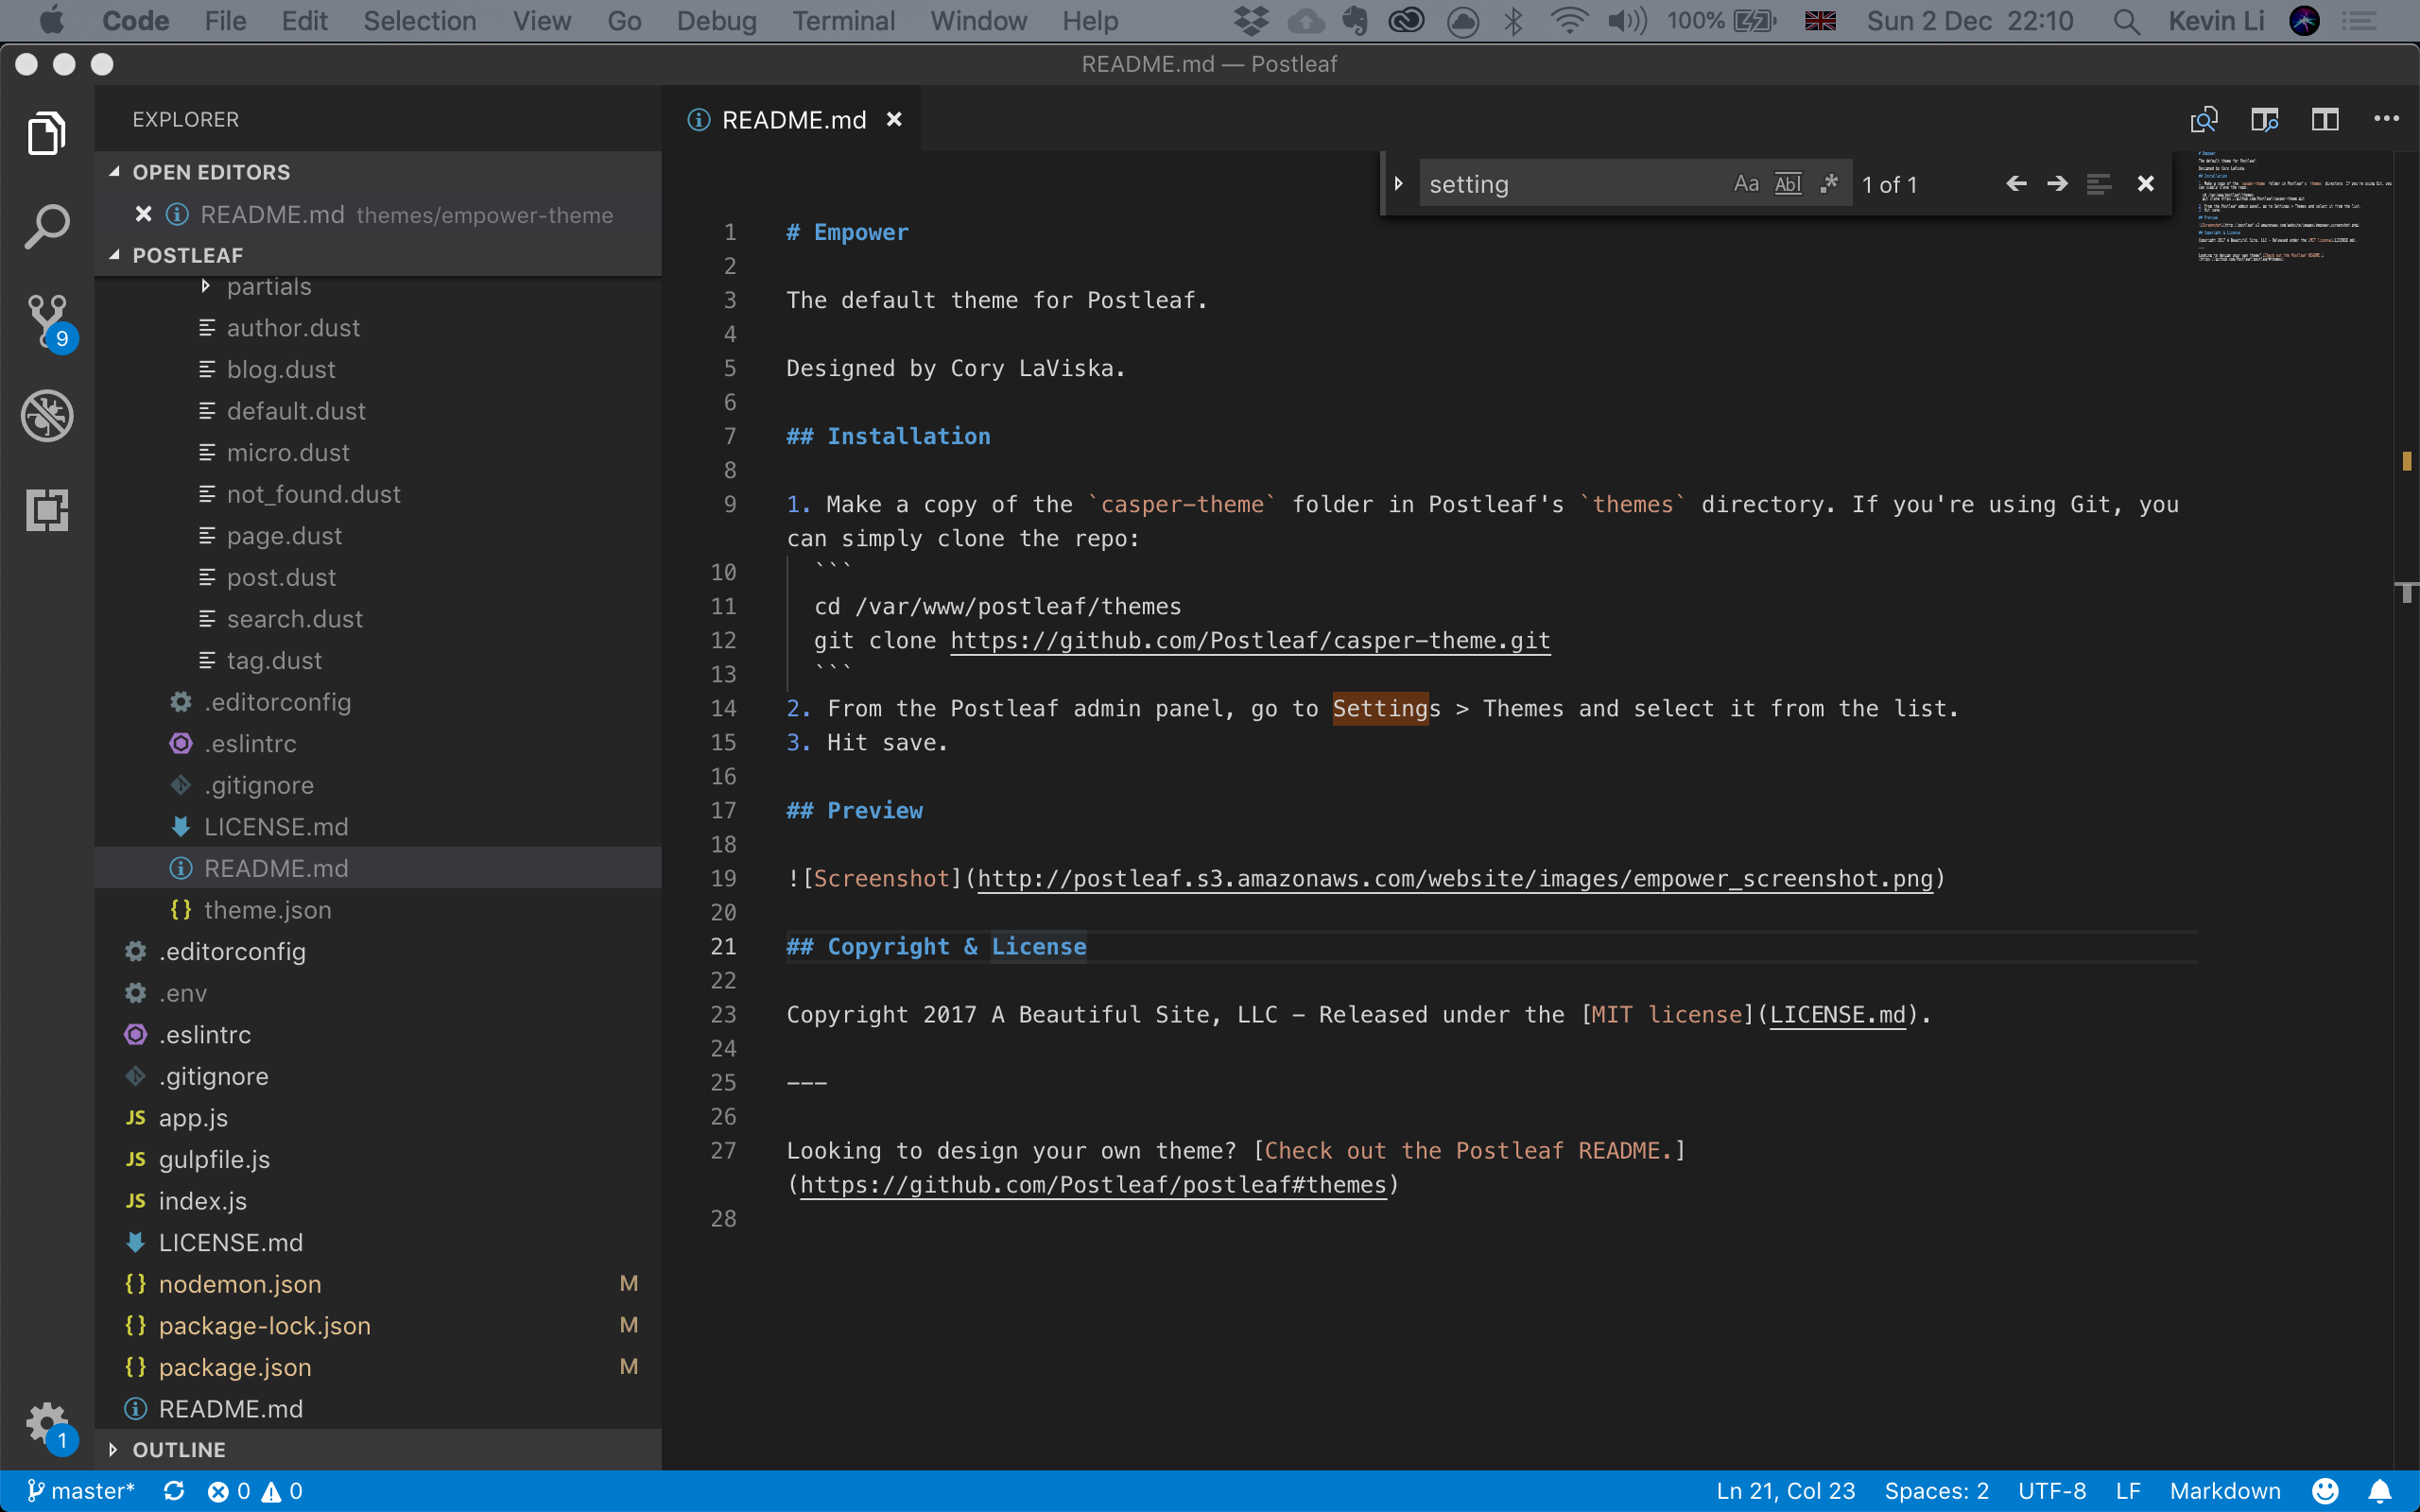 Code File Edit Selection View Go Debug Terminal Window Help 100% Sun 2 Dec 22:10 Kevin Li
README.md — Postleaf
EXPLORER
OPEN EDITORS
README.md themes/empower-theme
POSTLEAF
partials
author.dust
blog.dust
default.dust
micro.dust
not_found.dust
page.dust
post.dust
search.dust
tag.dust
.editorconfig
.eslintrc
.gitignore
LICENSE.md
README.md
{} theme.json
.editorconfig
.env
.eslintrc
.gitignore
JS app.js
JS gulpfile.js
JS index.js
LICENSE.md
{} nodemon.json M
{} package-lock.json M
{} package.json M
README.md
OUTLINE
9
1
README.md
setting Aa Abl .* 1 of 1
1 # Empower
2
3 The default theme for Postleaf.
4
5 Designed by Cory LaViska.
6
7 ## Installation
8
9 1. Make a copy of the `casper-theme` folder in Postleaf's `themes` directory. If you're using Git, you
can simply clone the repo:
10 ```
11 cd /var/www/postleaf/themes
12 git clone https://github.com/Postleaf/casper-theme.git
13 ```
14 2. From the Postleaf admin panel, go to Settings > Themes and select it from the list.
15 3. Hit save.
16
17 ## Preview
18
19 ![Screenshot](http://postleaf.s3.amazonaws.com/website/images/empower_screenshot.png)
20
21 ## Copyright & License
22
23 Copyright 2017 A Beautiful Site, LLC - Released under the [MIT license](LICENSE.md).
24
25 ---
26
27 Looking to design your own theme? [Check out the Postleaf README.]
(https://github.com/Postleaf/postleaf#themes)
28
master* 0 0 Ln 21, Col 23 Spaces: 2 UTF-8 LF Markdown